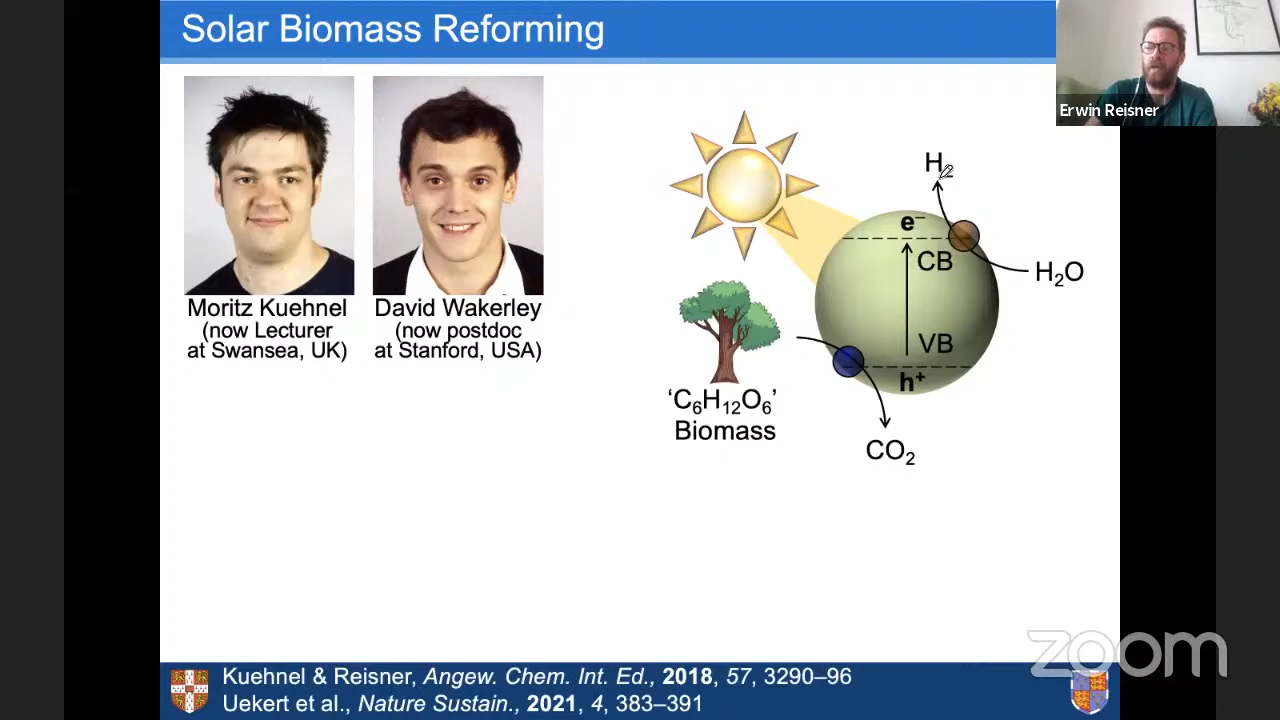 Solar Biomass Reforming
Erwin Reisner
Moritz Kuehnel
(now Lecturer
at Swansea, UK)
David Wakerley
(now postdoc
at Stanford, USA)
H₂
e⁻
CB
H₂O
VB
h⁺
‘C₆H₁₂O₆’
Biomass
CO₂
zoom
Kuehnel & Reisner, Angew. Chem. Int. Ed., 2018, 57, 3290–96
Uekert et al., Nature Sustain., 2021, 4, 383–391